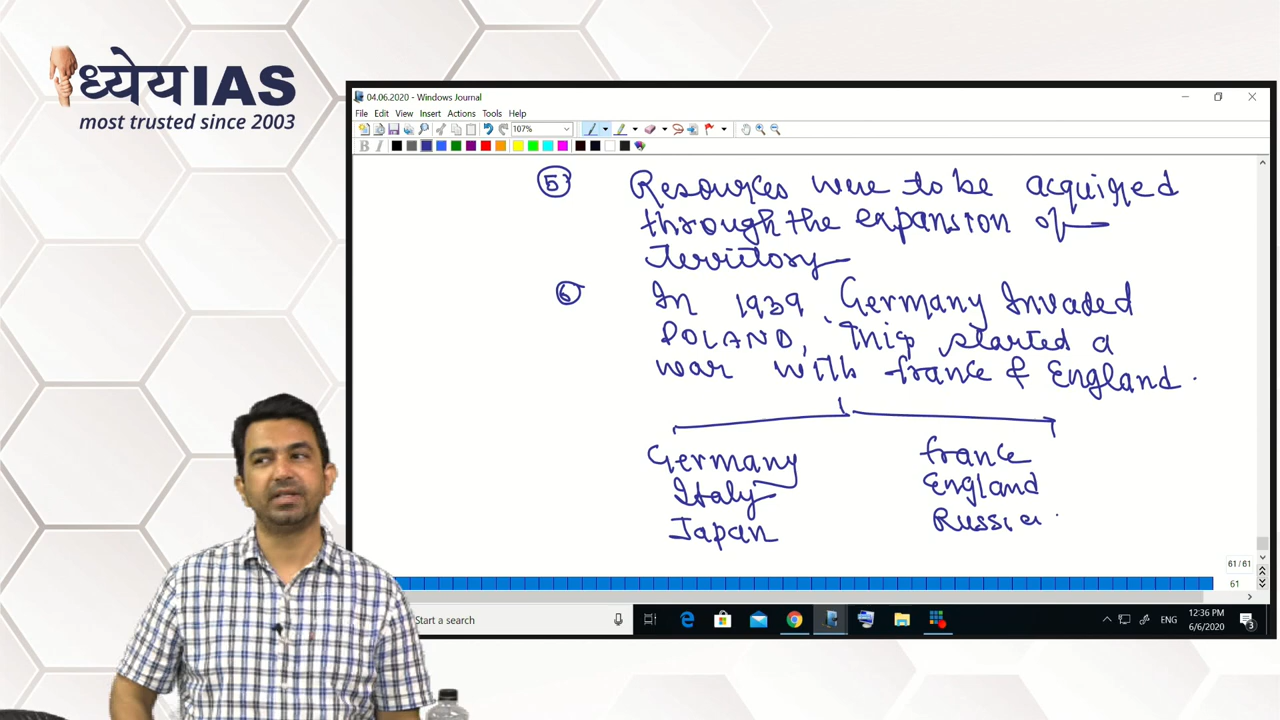 ध्येय IAS
most trusted since 2003
04.06.2020 - Windows Journal
File Edit View Insert Actions Tools Help
107%
B I
5 Resources were to be acquired
through the expansion of
Territory
6 In 1939, Germany Invaded
POLAND, This started a
war with france & England.
Germany france
Italy England
Japan Russia
61 / 61
61
Start a search
ENG
12:36 PM
6/6/2020
3